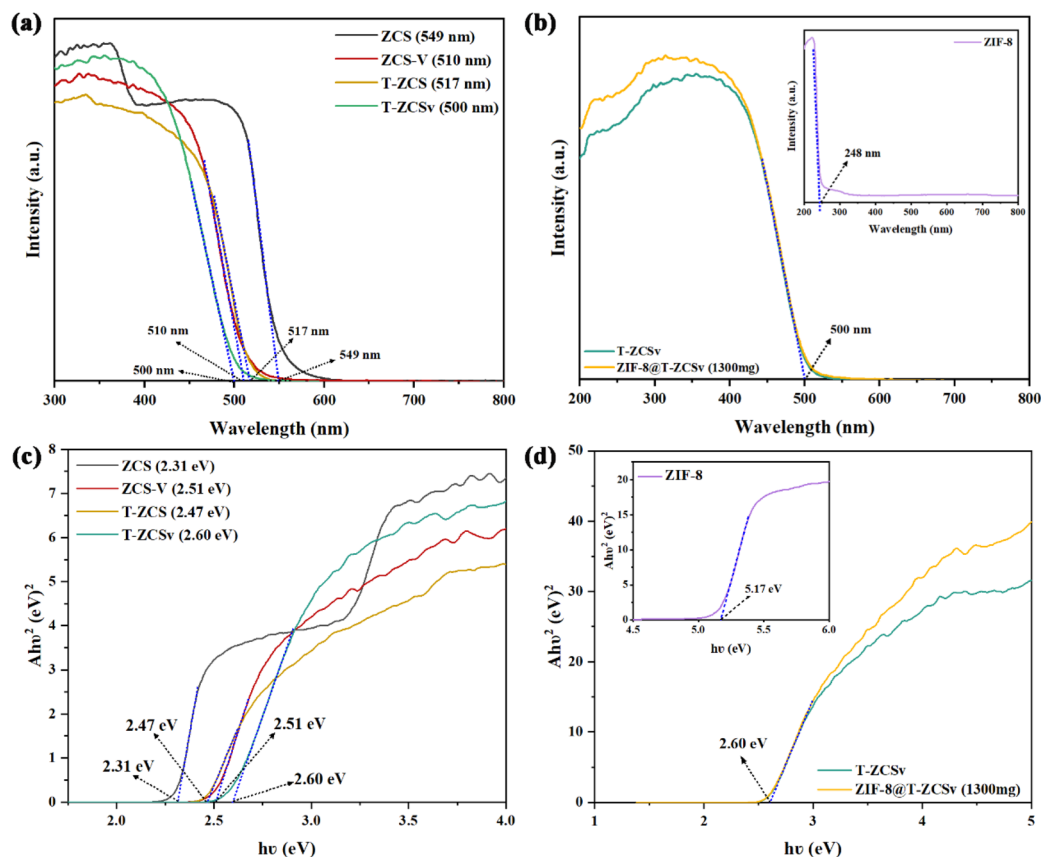 (a)
ZCS (549 nm)
ZCS-V (510 nm)
T-ZCS (517 nm)
T-ZCSv (500 nm)
Intensity (a.u.)
510 nm
517 nm
500 nm
549 nm
300 400 500 600 700 800
Wavelength (nm)
(b)
ZIF-8
Intensity (a.u.)
248 nm
200 300 400 500 600 700 800
Wavelength (nm)
Intensity (a.u.)
500 nm
T-ZCSv
ZIF-8@T-ZCSv (1300mg)
200 300 400 500 600 700 800
Wavelength (nm)
(c)
ZCS (2.31 eV)
ZCS-V (2.51 eV)
T-ZCS (2.47 eV)
T-ZCSv (2.60 eV)
8
7
6
5
4
3
2
1
0
Ahυ² (eV)²
2.47 eV
2.51 eV
2.31 eV
2.60 eV
2.0 2.5 3.0 3.5 4.0
hυ (eV)
(d)
ZIF-8
25
20
15
10
5
0
Ahυ² (eV)²
5.17 eV
4.5 5.0 5.5 6.0
hυ (eV)
50
40
30
20
10
0
Ahυ² (eV)²
2.60 eV
T-ZCSv
ZIF-8@T-ZCSv (1300mg)
1 2 3 4 5
hυ (eV)